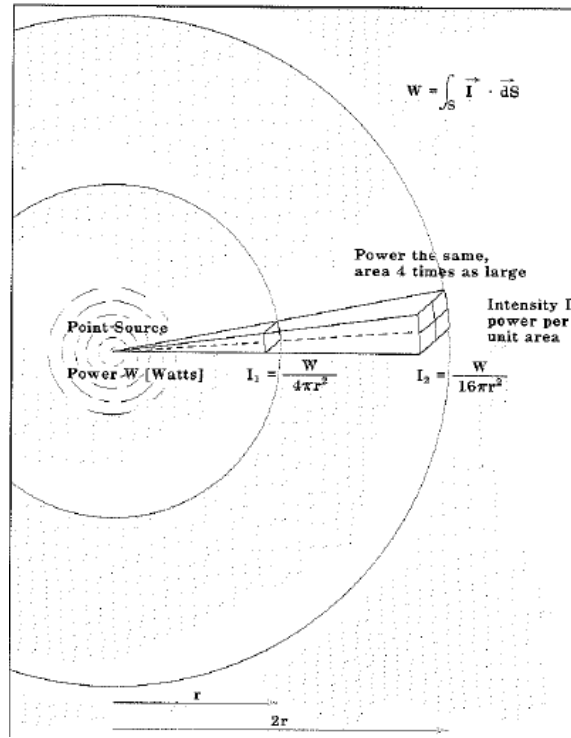 W = ∫_S I⃗ · dS⃗
Power the same,
area 4 times as large
Intensity I
power per
unit area
Point Source
Power W [Watts]
I₁ = W / 4πr²
I₂ = W / 16πr²
r
2r